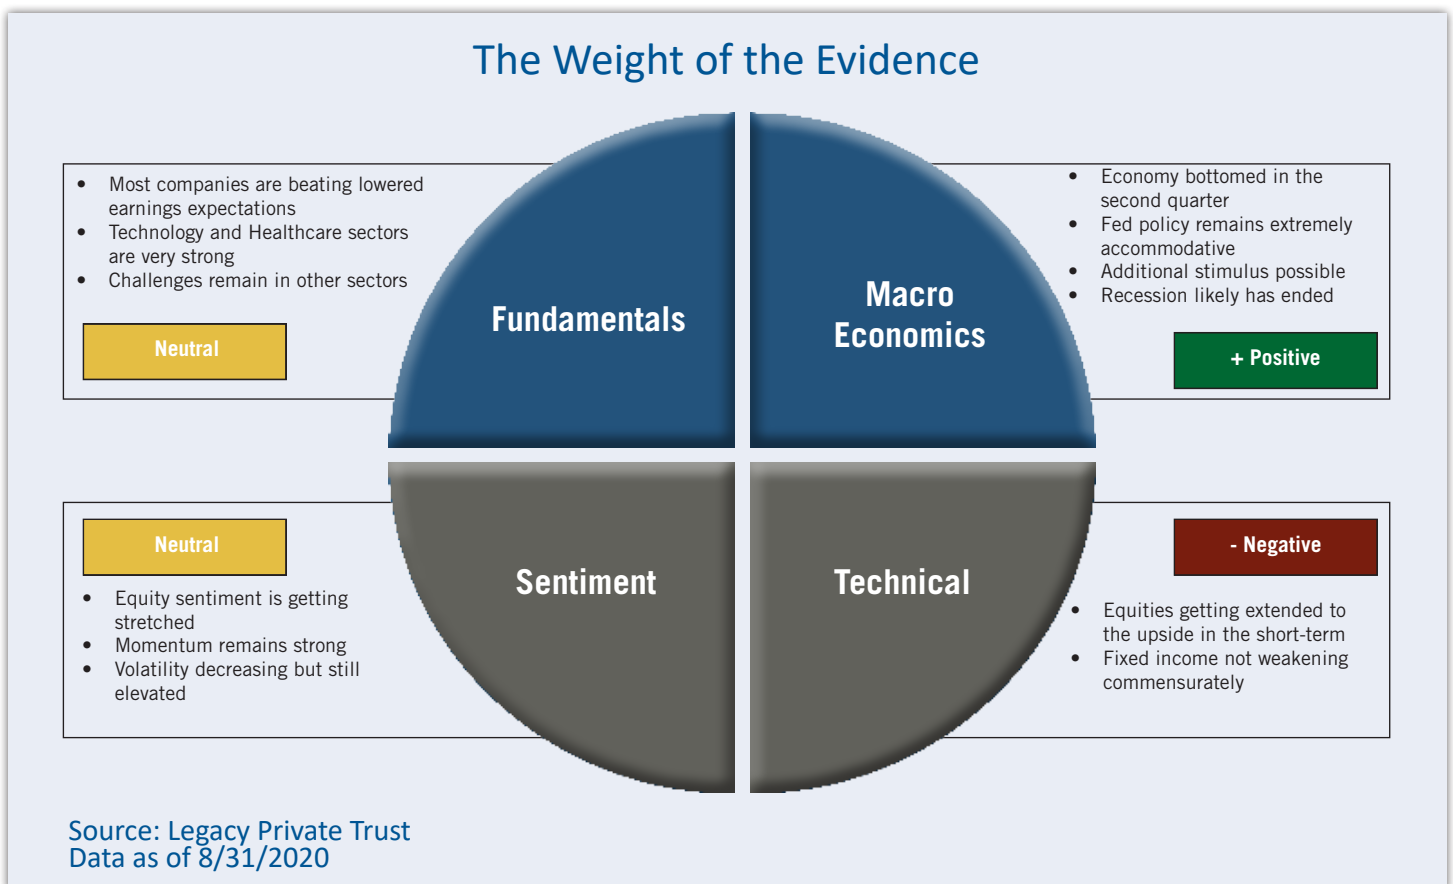 The Weight of the Evidence
• Most companies are beating lowered
earnings expectations
• Technology and Healthcare sectors
are very strong
• Challenges remain in other sectors
Neutral
Fundamentals
Macro
Economics
• Economy bottomed in the
second quarter
• Fed policy remains extremely
accommodative
• Additional stimulus possible
• Recession likely has ended
+ Positive
Neutral
• Equity sentiment is getting
stretched
• Momentum remains strong
• Volatility decreasing but still
elevated
Sentiment
Technical
- Negative
• Equities getting extended to
the upside in the short-term
• Fixed income not weakening
commensurately
Source: Legacy Private Trust
Data as of 8/31/2020